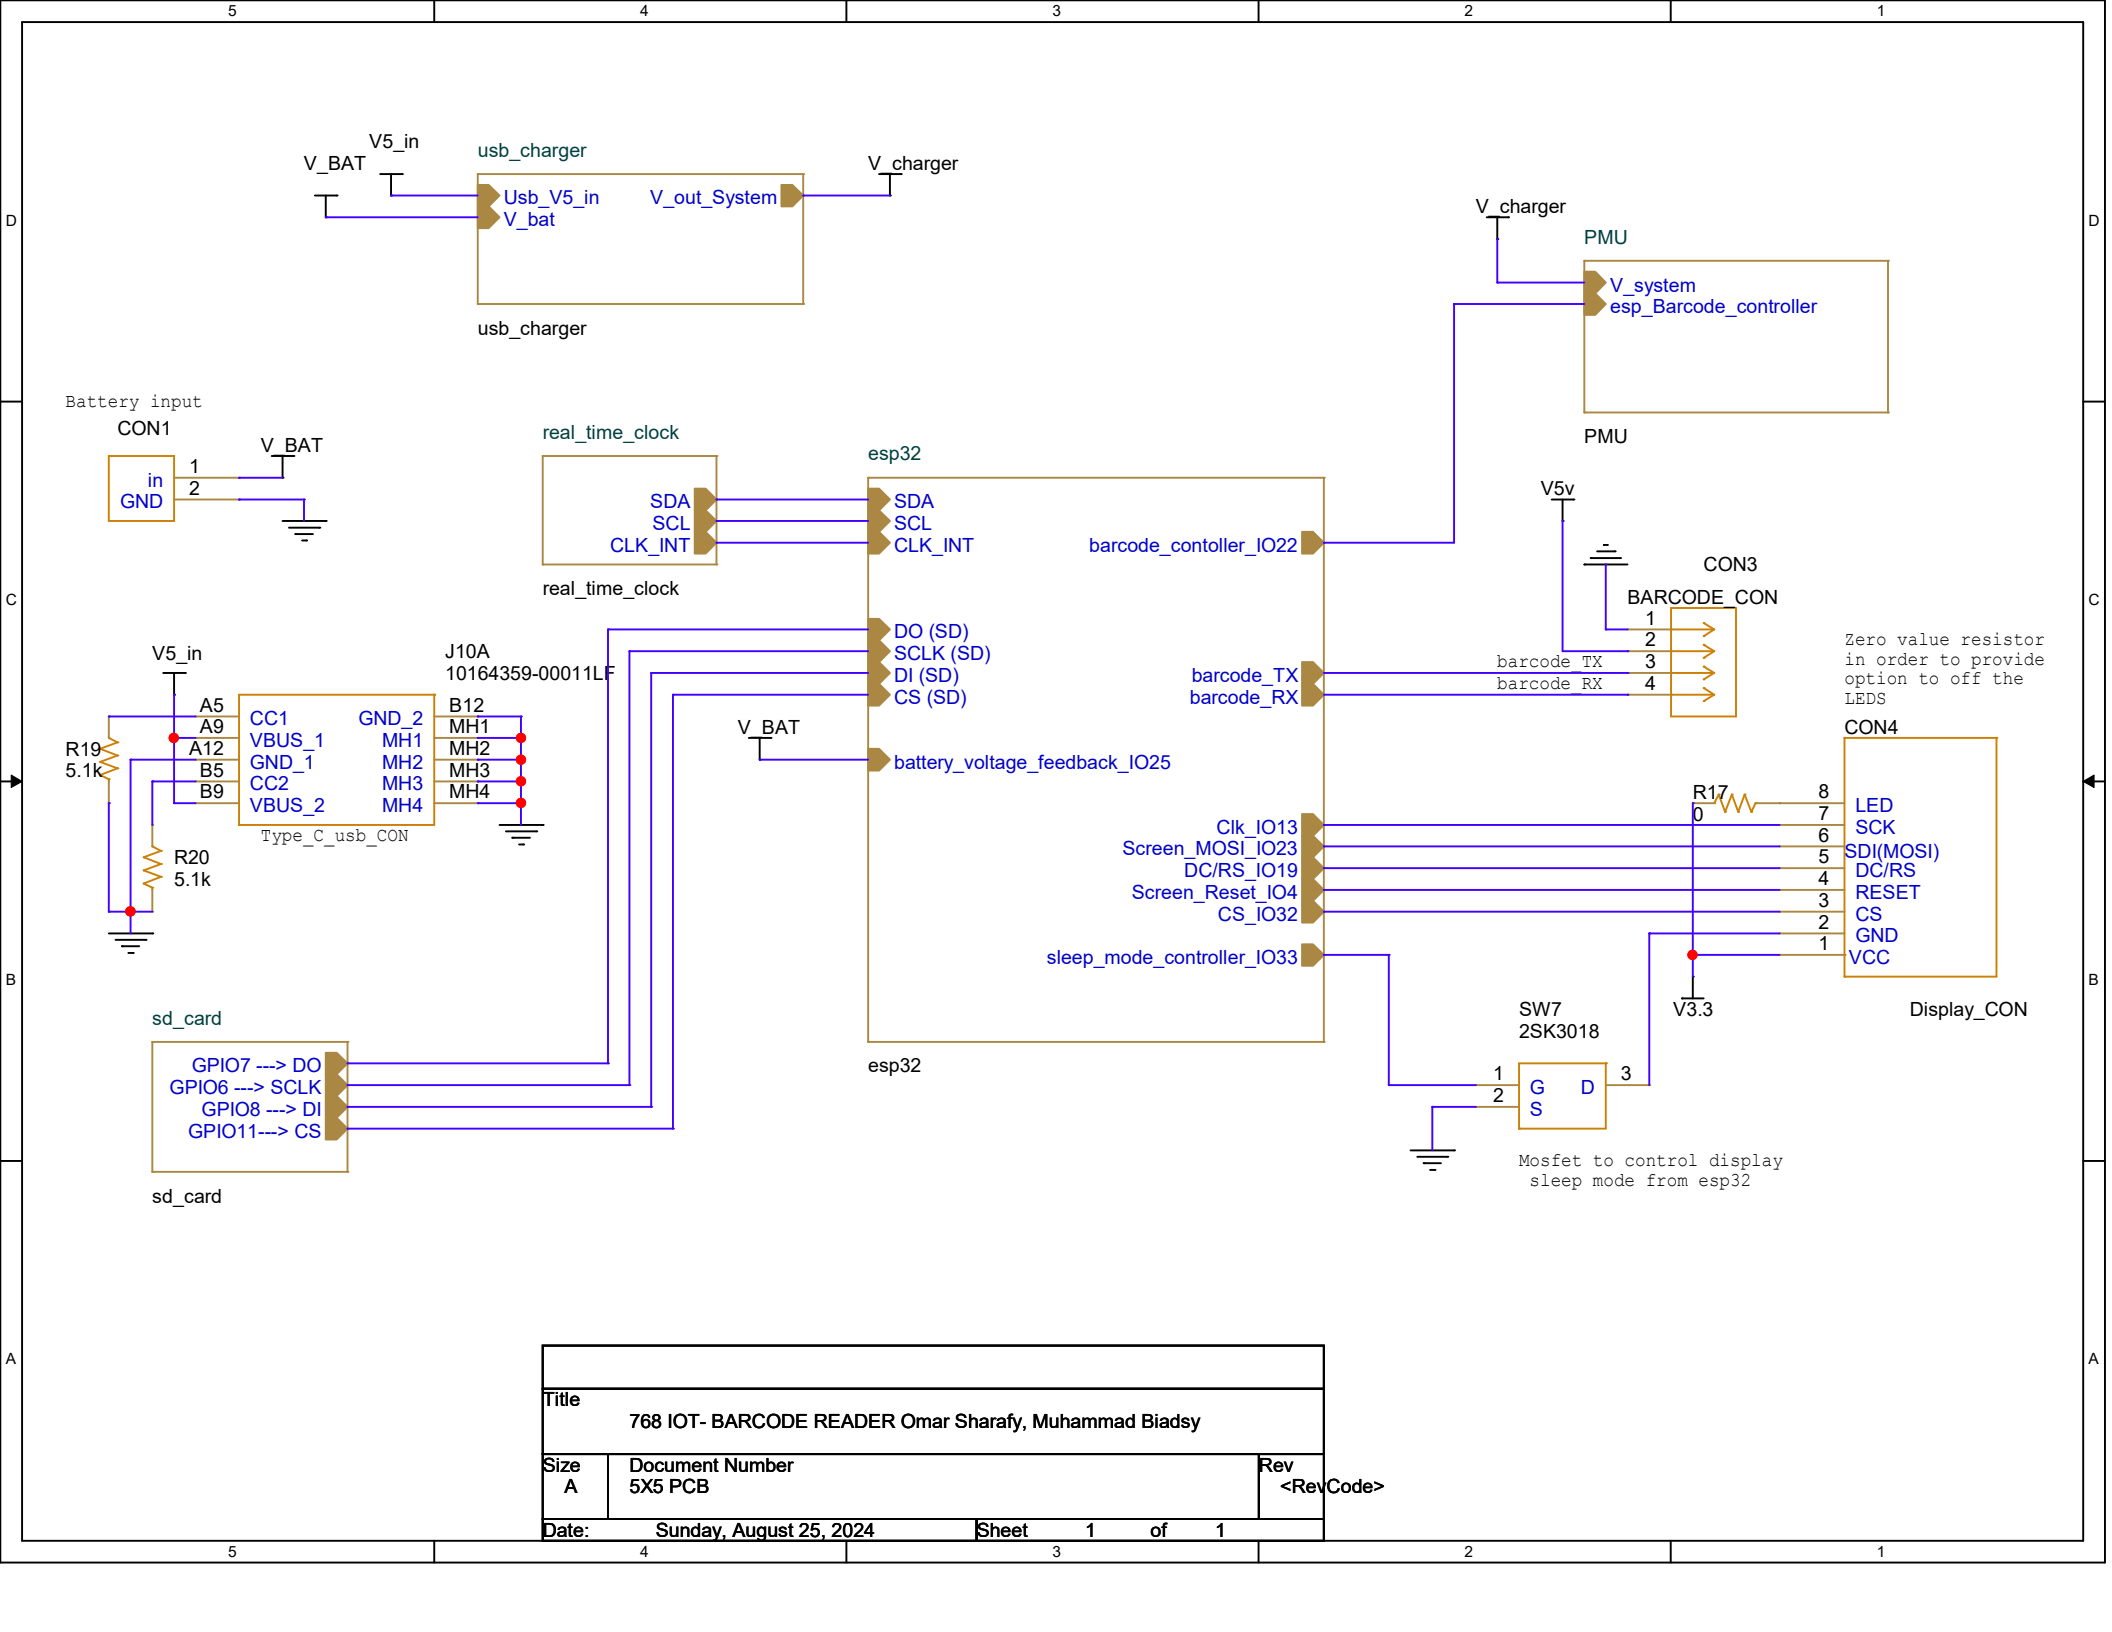 5 4 3 2 1
V5_in
V_BAT
usb_charger
V_charger
Usb_V5_in
V_out_System
V_bat
usb_charger
D
D
V_charger
PMU
V_system
esp_Barcode_controller
PMU
Battery input
CON1
V_BAT
1
in
2
GND
real_time_clock
SDA
SCL
CLK_INT
real_time_clock
esp32
SDA
SCL
CLK_INT
barcode_contoller_IO22
DO (SD)
SCLK (SD)
DI (SD)
CS (SD)
barcode_TX
barcode_RX
V_BAT
battery_voltage_feedback_IO25
Clk_IO13
Screen_MOSI_IO23
DC/RS_IO19
Screen_Reset_IO4
CS_IO32
sleep_mode_controller_IO33
esp32
V5v
CON3
BARCODE_CON
1
2
barcode_TX 3
barcode_RX 4
C
C
Zero value resistor
in order to provide
option to off the
LEDS
CON4
R17
0
8 LED
7 SCK
6 SDI(MOSI)
5 DC/RS
4 RESET
3 CS
2 GND
1 VCC
V3.3
Display_CON
V5_in
J10A
10164359-00011LF
A5 CC1 GND_2 B12
A9 VBUS_1 MH1 MH1
A12 GND_1 MH2 MH2
B5 CC2 MH3 MH3
B9 VBUS_2 MH4 MH4
Type_C_usb_CON
R19
5.1k
R20
5.1k
B
B
sd_card
GPIO7 ---> DO
GPIO6 ---> SCLK
GPIO8 ---> DI
GPIO11---> CS
sd_card
SW7
2SK3018
1 G D 3
2 S
Mosfet to control display
sleep mode from esp32
A
A
Title
768 IOT- BARCODE READER Omar Sharafy, Muhammad Biadsy
Size Document Number Rev
A 5X5 PCB <RevCode>
Date: Sunday, August 25, 2024 Sheet 1 of 1
5 4 3 2 1